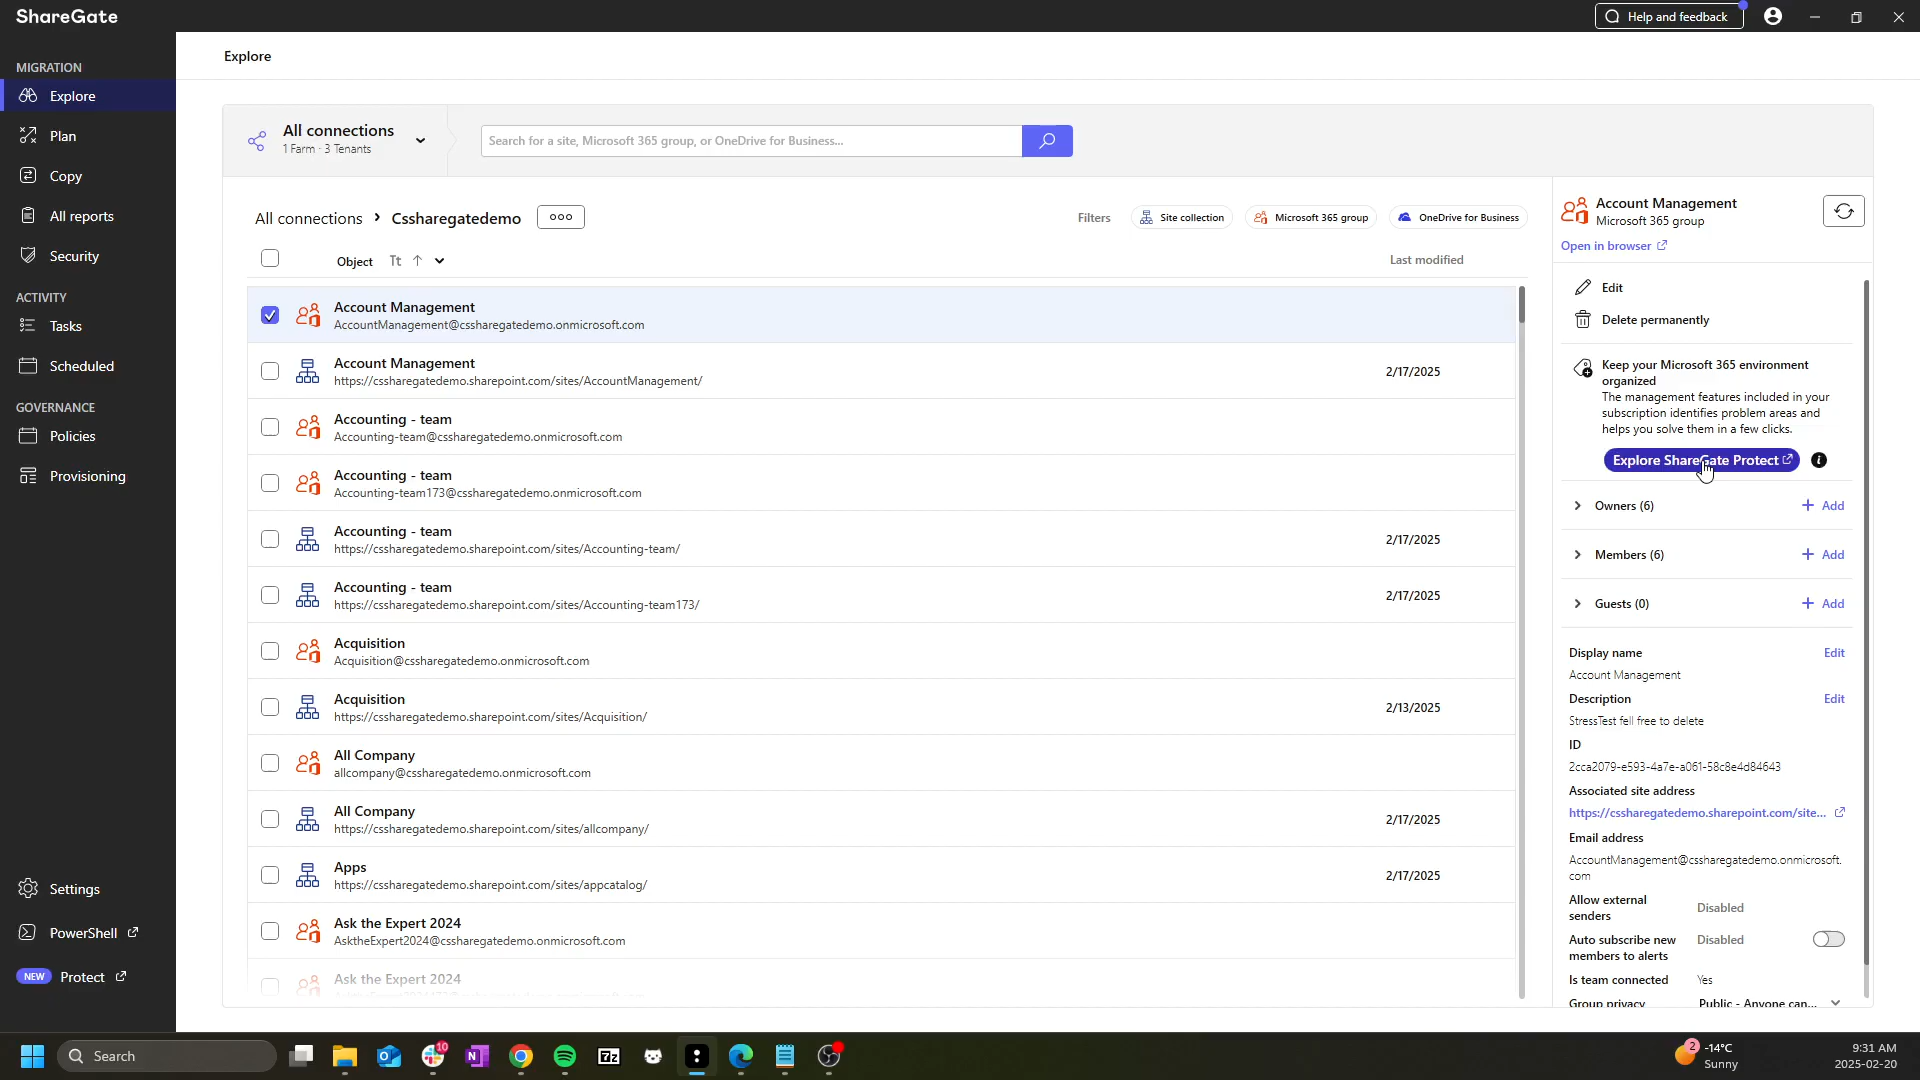 ShareGate
Help and feedback
MIGRATION
Explore
Plan
Copy
All reports
Security
ACTIVITY
Tasks
Scheduled
GOVERNANCE
Policies
Provisioning
Settings
PowerShell
NEW Protect
Explore
All connections
1 Farm · 3 Tenants
Search for a site, Microsoft 365 group, or OneDrive for Business...
All connections > Cssharegatedemo
Filters Site collection Microsoft 365 group OneDrive for Business
Object Tt Last modified
Account Management
AccountManagement@cssharegatedemo.onmicrosoft.com
Account Management
https://cssharegatedemo.sharepoint.com/sites/AccountManagement/
2/17/2025
Accounting - team
Accounting-team@cssharegatedemo.onmicrosoft.com
Accounting - team
Accounting-team173@cssharegatedemo.onmicrosoft.com
Accounting - team
https://cssharegatedemo.sharepoint.com/sites/Accounting-team/
2/17/2025
Accounting - team
https://cssharegatedemo.sharepoint.com/sites/Accounting-team173/
2/17/2025
Acquisition
Acquisition@cssharegatedemo.onmicrosoft.com
Acquisition
https://cssharegatedemo.sharepoint.com/sites/Acquisition/
2/13/2025
All Company
allcompany@cssharegatedemo.onmicrosoft.com
All Company
https://cssharegatedemo.sharepoint.com/sites/allcompany/
2/17/2025
Apps
https://cssharegatedemo.sharepoint.com/sites/appcatalog/
2/17/2025
Ask the Expert 2024
AsktheExpert2024@cssharegatedemo.onmicrosoft.com
Ask the Expert 2024
Account Management
Microsoft 365 group
Open in browser
Edit
Delete permanently
Keep your Microsoft 365 environment
organized
The management features included in your
subscription identifies problem areas and
helps you solve them in a few clicks.
Explore ShareGate Protect
Owners (6) + Add
Members (6) + Add
Guests (0) + Add
Display name Edit
Account Management
Description Edit
StressTest fell free to delete
ID
2cca2079-e593-4a7e-a061-58c8e4d84643
Associated site address
https://cssharegatedemo.sharepoint.com/site...
Email address
AccountManagement@cssharegatedemo.onmicrosoft.
com
Allow external
senders
Disabled
Auto subscribe new
members to alerts
Disabled
Is team connected Yes
Group privacy Public - Anyone can...
Search
10
7z
2
-14°C
Sunny
9:31 AM
2025-02-20